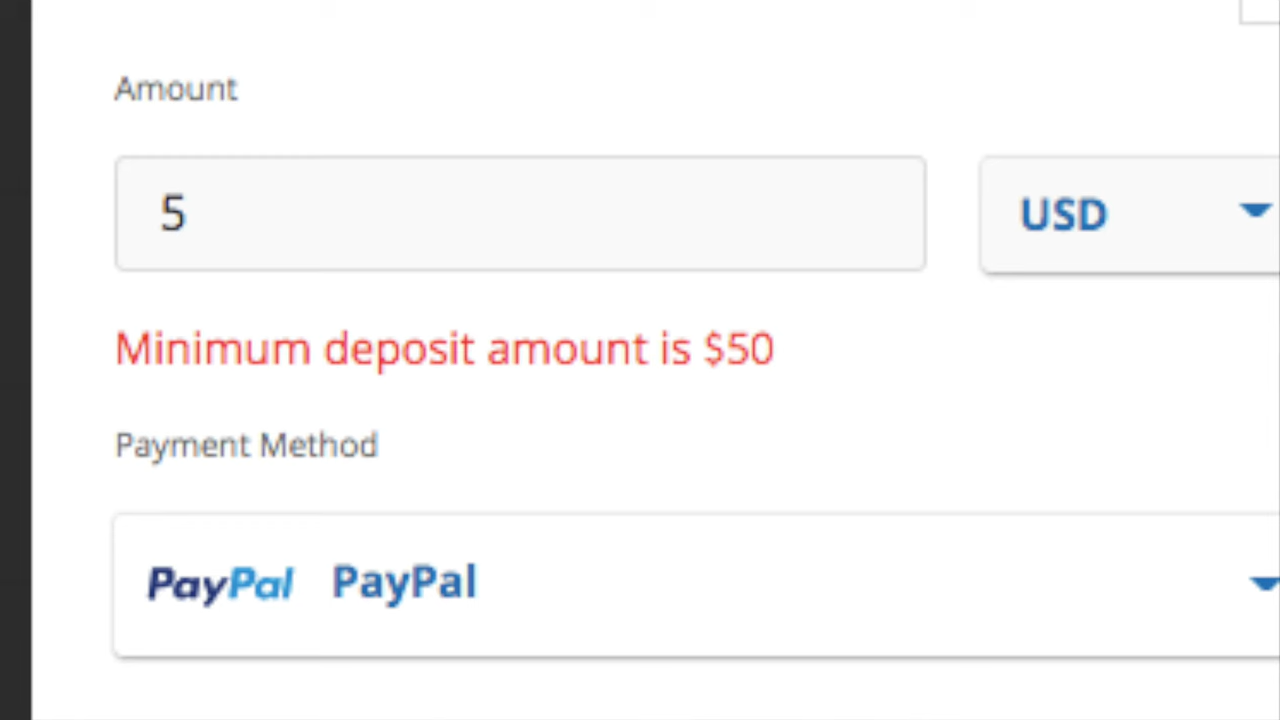 Amount
5 USD
Minimum deposit amount is $50
Payment Method
PayPal PayPal